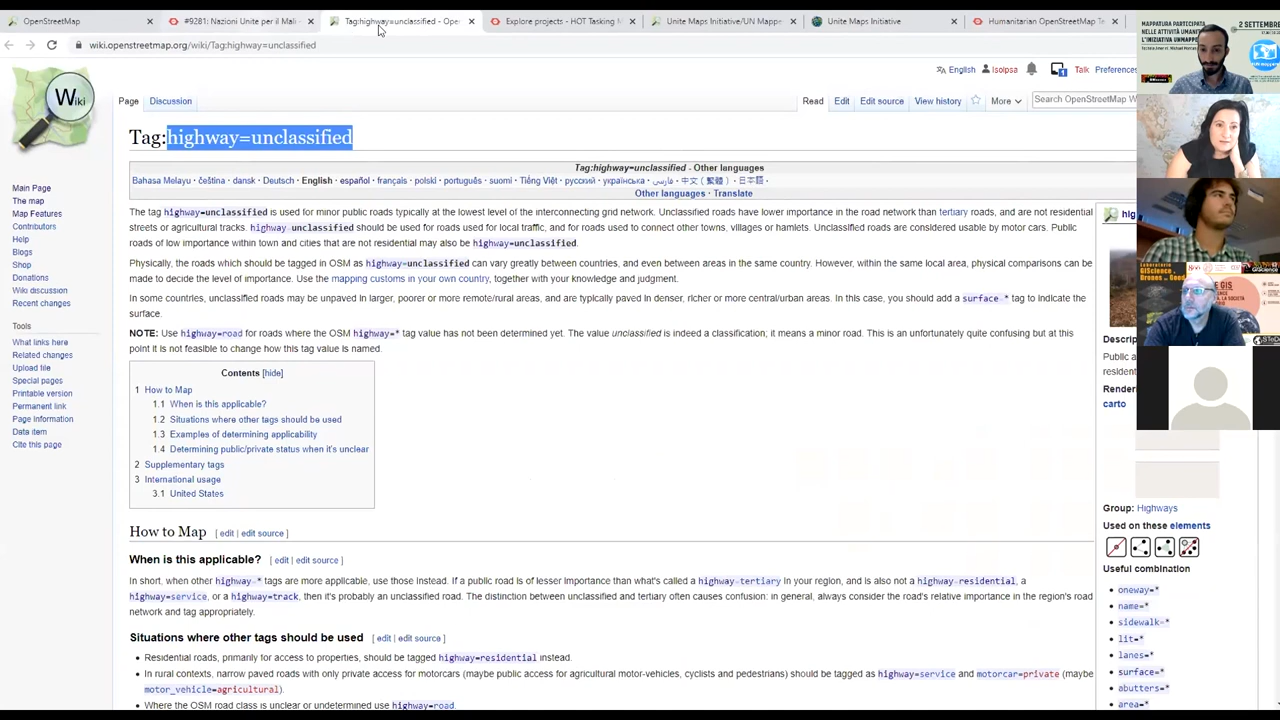 OpenStreetMap
#9281: Nazioni Unite per il Mali -
Tag:highway=unclassified - Open
Explore projects - HOT Tasking M
Unite Maps Initiative/UN Mappe
Unite Maps Initiative
Humanitarian OpenStreetMap Te
wiki.openstreetmap.org/wiki/Tag:highway=unclassified
MAPPATURA PARTECIPATA
NELLE ATTIVITÀ UMANIT
L'INIZIATIVA UNMAPPE
2 SETTEMBRE
Wiki
English
Isolpsa
1
Talk
Preferences
Page
Discussion
Read
Edit
Edit source
View history
More
Search OpenStreetMap W
Tag:highway=unclassified
Tag:highway=unclassified - Other languages
Bahasa Melayu · čeština · dansk · Deutsch · English · español · français · polski · português · suomi · Tiếng Việt · русский · українська · فارسی · 中文（繁體） · 日本語 ·
Other languages · Translate
Main Page
The map
Map Features
Contributors
Help
Blogs
Shop
Donations
Wiki discussion
Recent changes
Tools
What links here
Related changes
Upload file
Special pages
Printable version
Permanent link
Page information
Data item
Cite this page
The tag highway=unclassified is used for minor public roads typically at the lowest level of the interconnecting grid network. Unclassified roads have lower importance in the road network than tertiary roads, and are not residential
streets or agricultural tracks. highway=unclassified should be used for roads used for local traffic, and for roads used to connect other towns, villages or hamlets. Unclassified roads are considered usable by motor cars. Public
roads of low importance within town and cities that are not residential may also be highway=unclassified.
Physically, the roads which should be tagged in OSM as highway=unclassified can vary greatly between countries, and even between areas in the same country. However, within the same local area, physical comparisons can be
made to decide the level of importance. Use the mapping customs in your own country, together with your knowledge and judgment.
In some countries, unclassified roads may be unpaved in larger, poorer or more remote/rural areas, and are typically paved in denser, richer or more central/urban areas. In this case, you should add a surface=* tag to indicate the
surface.
NOTE: Use highway=road for roads where the OSM highway=* tag value has not been determined yet. The value unclassified is indeed a classification; it means a minor road. This is an unfortunately quite confusing but at this
point it is not feasible to change how this tag value is named.
Contents [hide]
1 How to Map
1.1 When is this applicable?
1.2 Situations where other tags should be used
1.3 Examples of determining applicability
1.4 Determining public/private status when it's unclear
2 Supplementary tags
3 International usage
3.1 United States
How to Map [ edit | edit source ]
When is this applicable? [ edit | edit source ]
In short, when other highway=* tags are more applicable, use those instead. If a public road is of lesser importance than what's called a highway=tertiary in your region, and is also not a highway=residential, a
highway=service, or a highway=track, then it's probably an unclassified road. The distinction between unclassified and tertiary often causes confusion: in general, always consider the road's relative importance in the region's road
network and tag appropriately.
Situations where other tags should be used [ edit | edit source ]
• Residential roads, primarily for access to properties, should be tagged highway=residential instead.
• In rural contexts, narrow paved roads with only private access for motorcars (maybe public access for agricultural motor-vehicles, cyclists and pedestrians) should be tagged as highway=service and motorcar=private (maybe
motor_vehicle=agricultural).
• Where the OSM road class is unclear or undetermined use highway=road.
hig
Descrip
Public a
resident
Renderi
carto
Group: Highways
Used on these elements
Useful combination
• oneway=*
• name=*
• sidewalk=*
• lit=*
• lanes=*
• surface=*
• abutters=*
• area=*
Laboratorio
GIScience
Drones for Good
GIScience